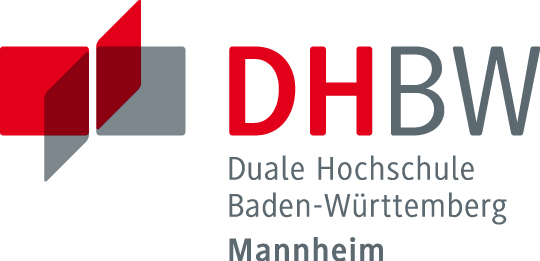 DHBW
Duale Hochschule
Baden-Württemberg
Mannheim